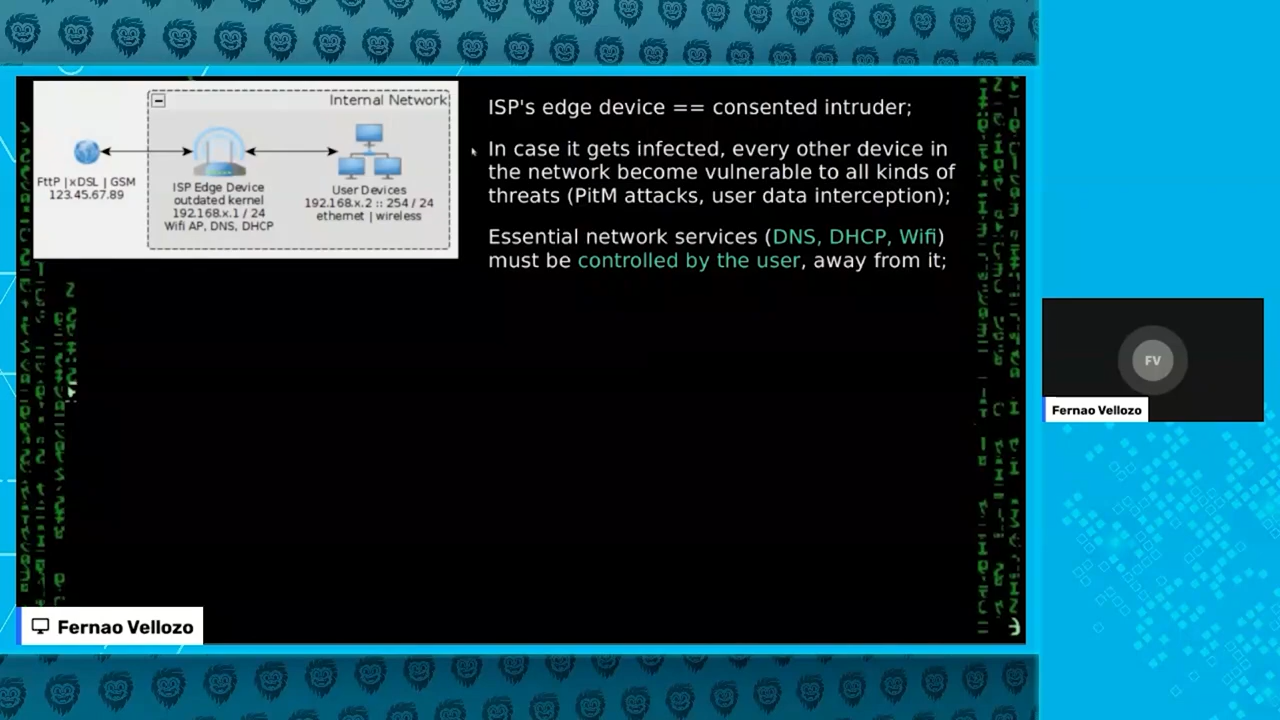 Internal Network
FttP | xDSL | GSM
123.45.67.89
ISP Edge Device
outdated kernel
192.168.x.1 / 24
Wifi AP, DNS, DHCP
User Devices
192.168.x.2 :: 254 / 24
ethernet | wireless
ISP's edge device == consented intruder;
In case it gets infected, every other device in
the network become vulnerable to all kinds of
threats (PitM attacks, user data interception);
Essential network services (DNS, DHCP, Wifi)
must be controlled by the user, away from it;
FV
Fernao Vellozo
Fernao Vellozo